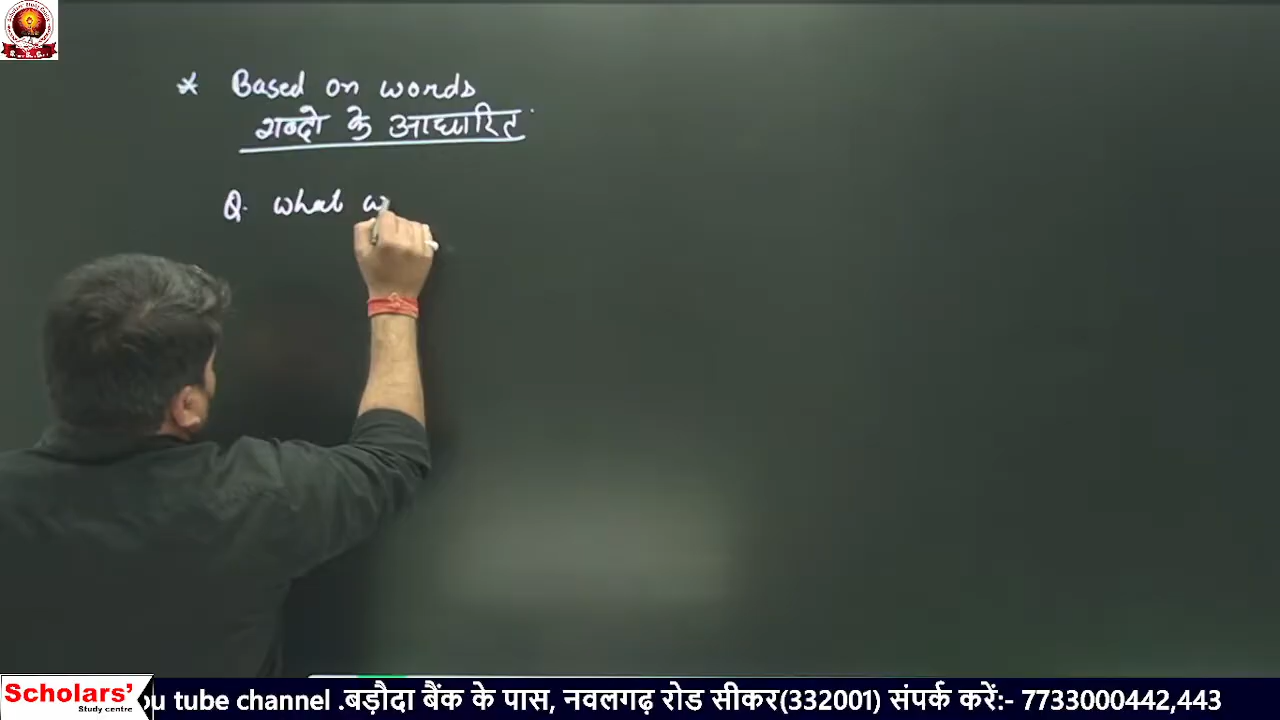 * Based on words
शब्दो के आधारित
Q. what w
Scholars'
Study centre
ou tube channel .बड़ौदा बैंक के पास, नवलगढ़ रोड सीकर(332001) संपर्क करें:- 7733000442,443